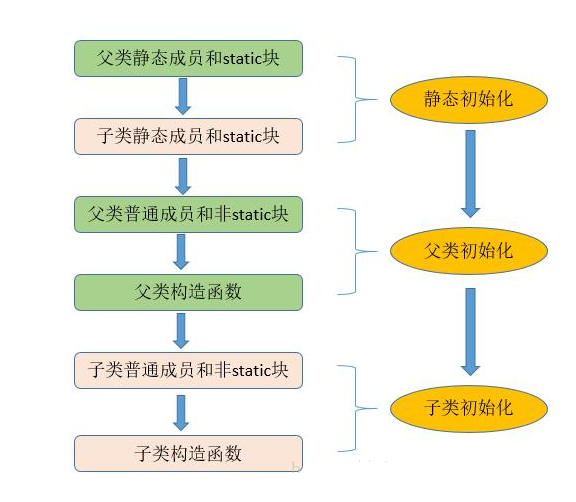 父类静态成员和static块
静态初始化
子类静态成员和static块
父类普通成员和非static块
父类初始化
父类构造函数
子类普通成员和非static块
子类初始化
子类构造函数